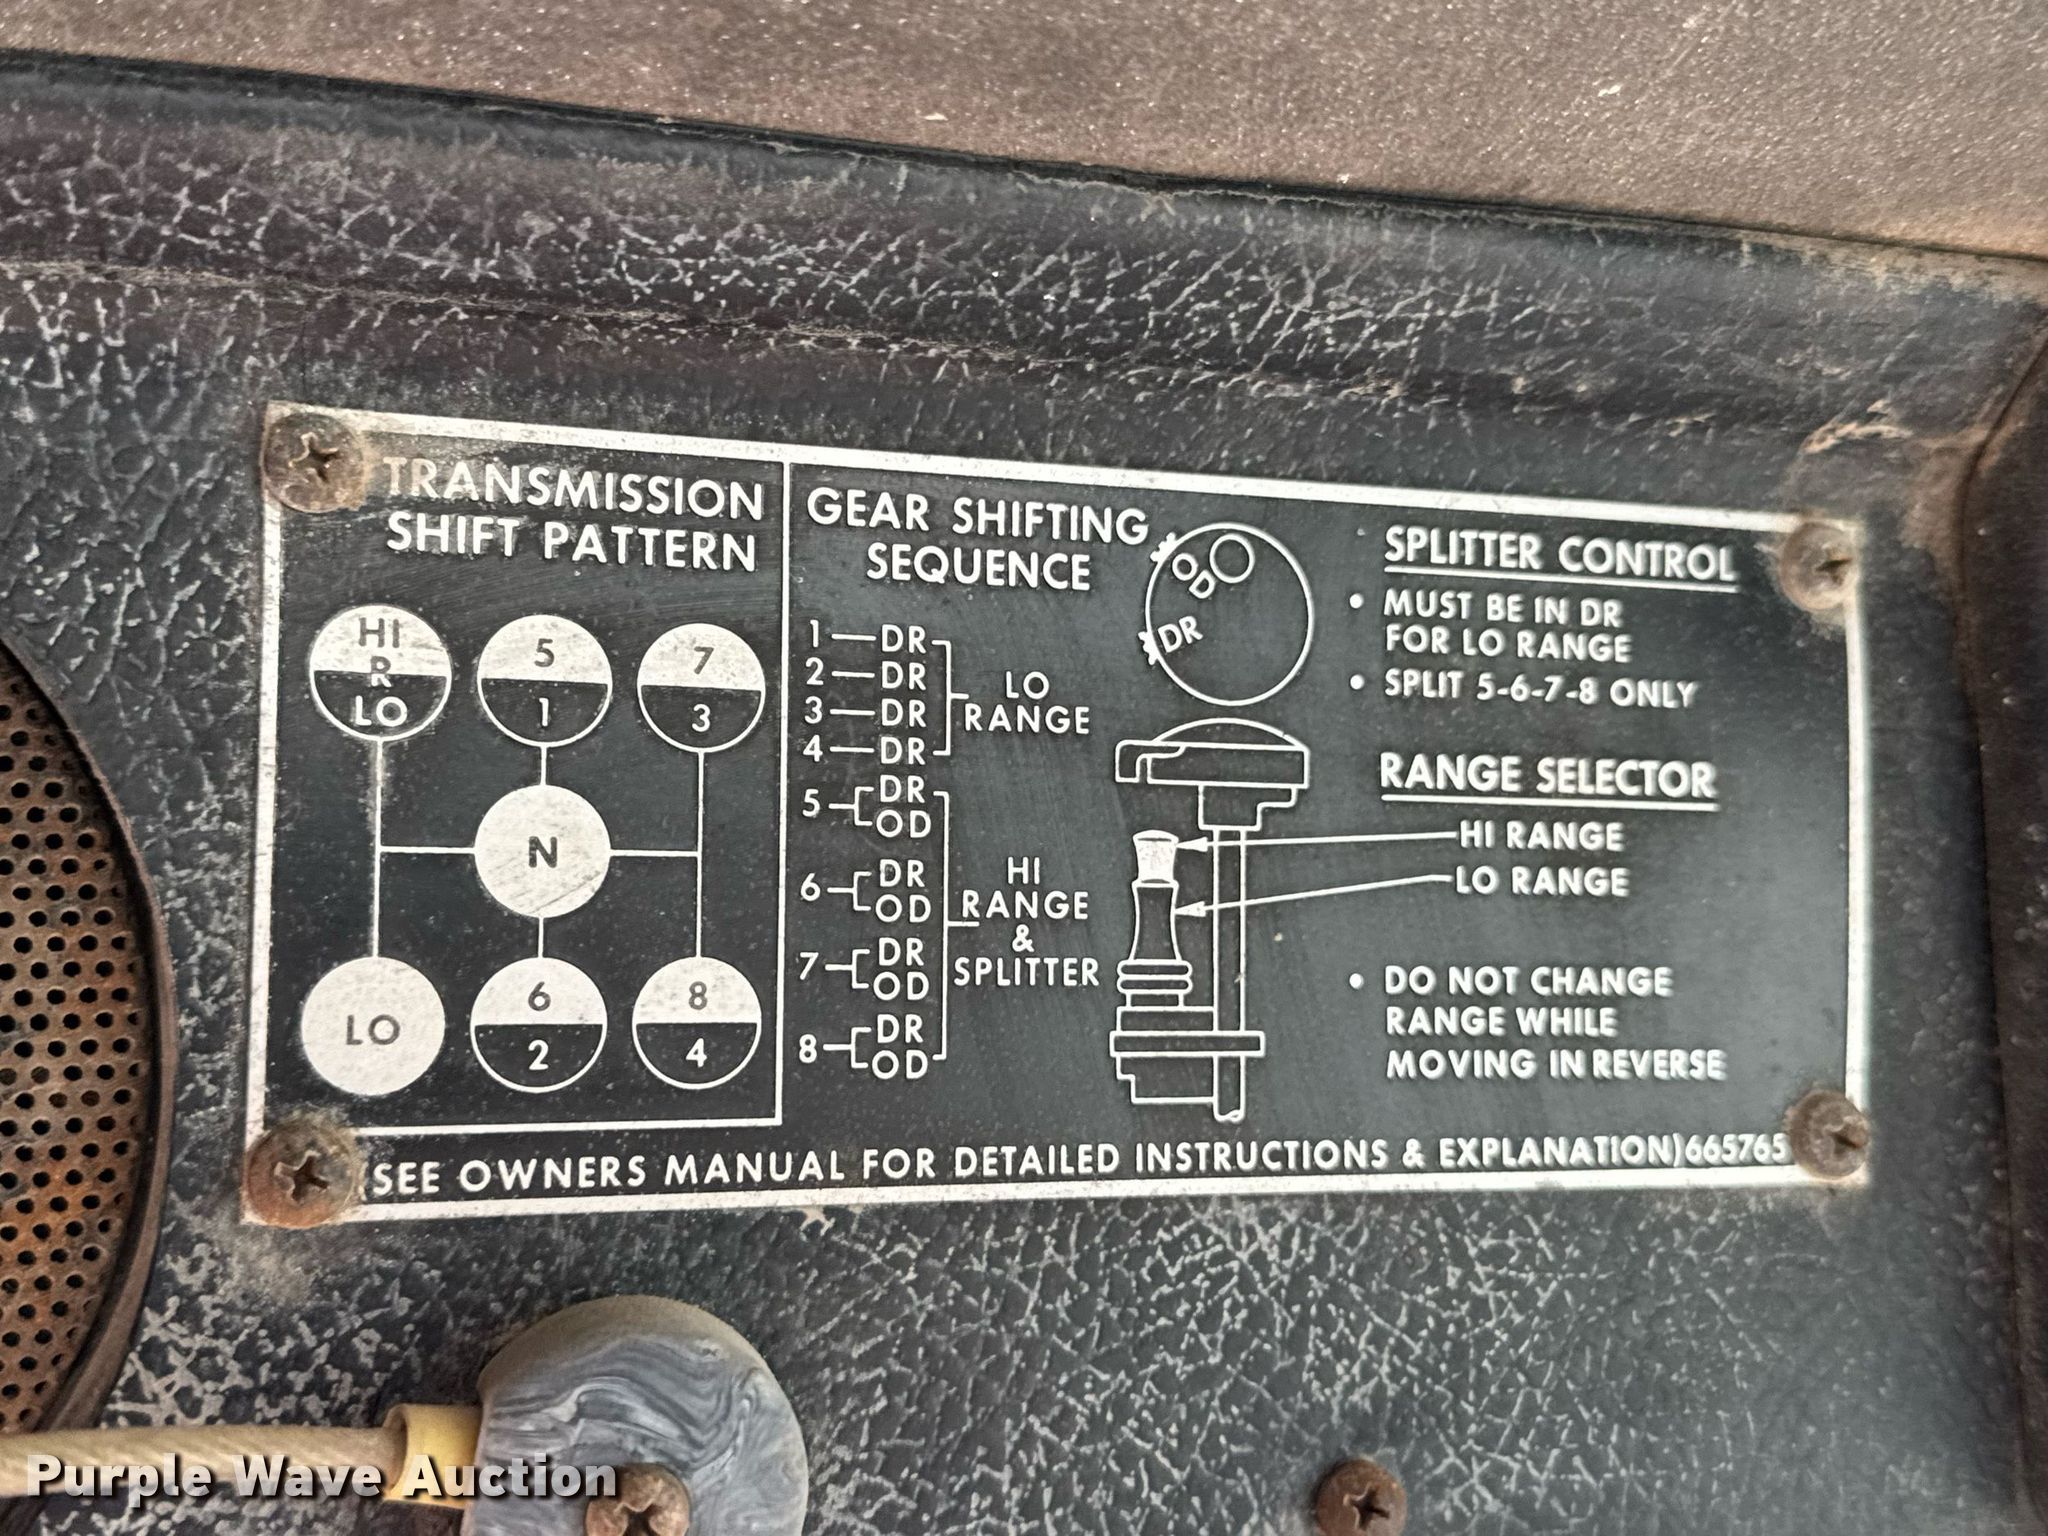 TRANSMISSION
SHIFT PATTERN
HI
R
LO
5
1
7
3
N
LO
6
2
8
4
GEAR SHIFTING
SEQUENCE
1 DR
2 DR
3 DR
4 DR
LO
RANGE
5 DR
OD
6 DR
OD
7 DR
OD
8 DR
OD
HI
RANGE
&
SPLITTER
OD
DR
SPLITTER CONTROL
• MUST BE IN DR
FOR LO RANGE
• SPLIT 5-6-7-8 ONLY
RANGE SELECTOR
HI RANGE
LO RANGE
• DO NOT CHANGE
RANGE WHILE
MOVING IN REVERSE
(SEE OWNERS MANUAL FOR DETAILED INSTRUCTIONS & EXPLANATION) 665765
Purple Wave Auction